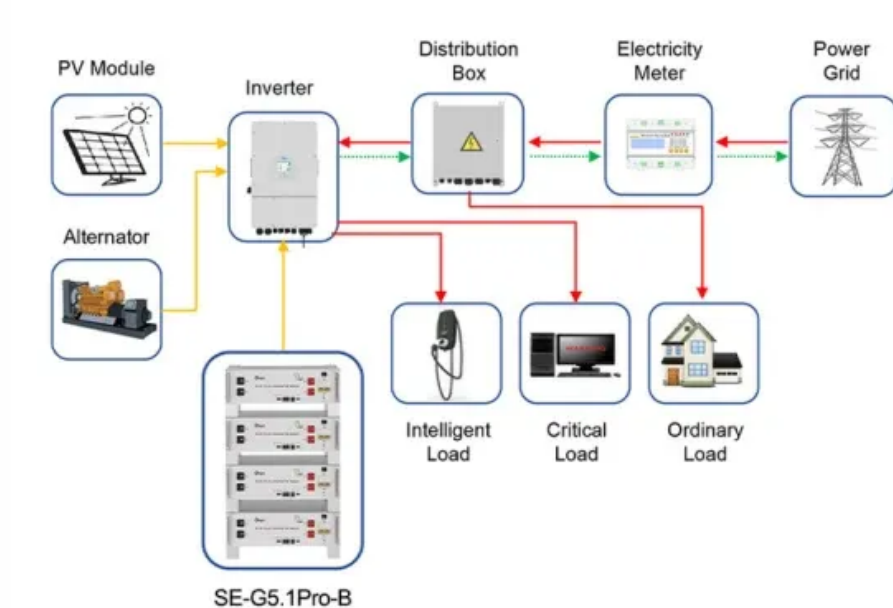 PV Module
Inverter
Distribution
Box
Electricity
Meter
Power
Grid
Alternator
Intelligent
Load
Critical
Load
Ordinary
Load
SE-G5.1Pro-B